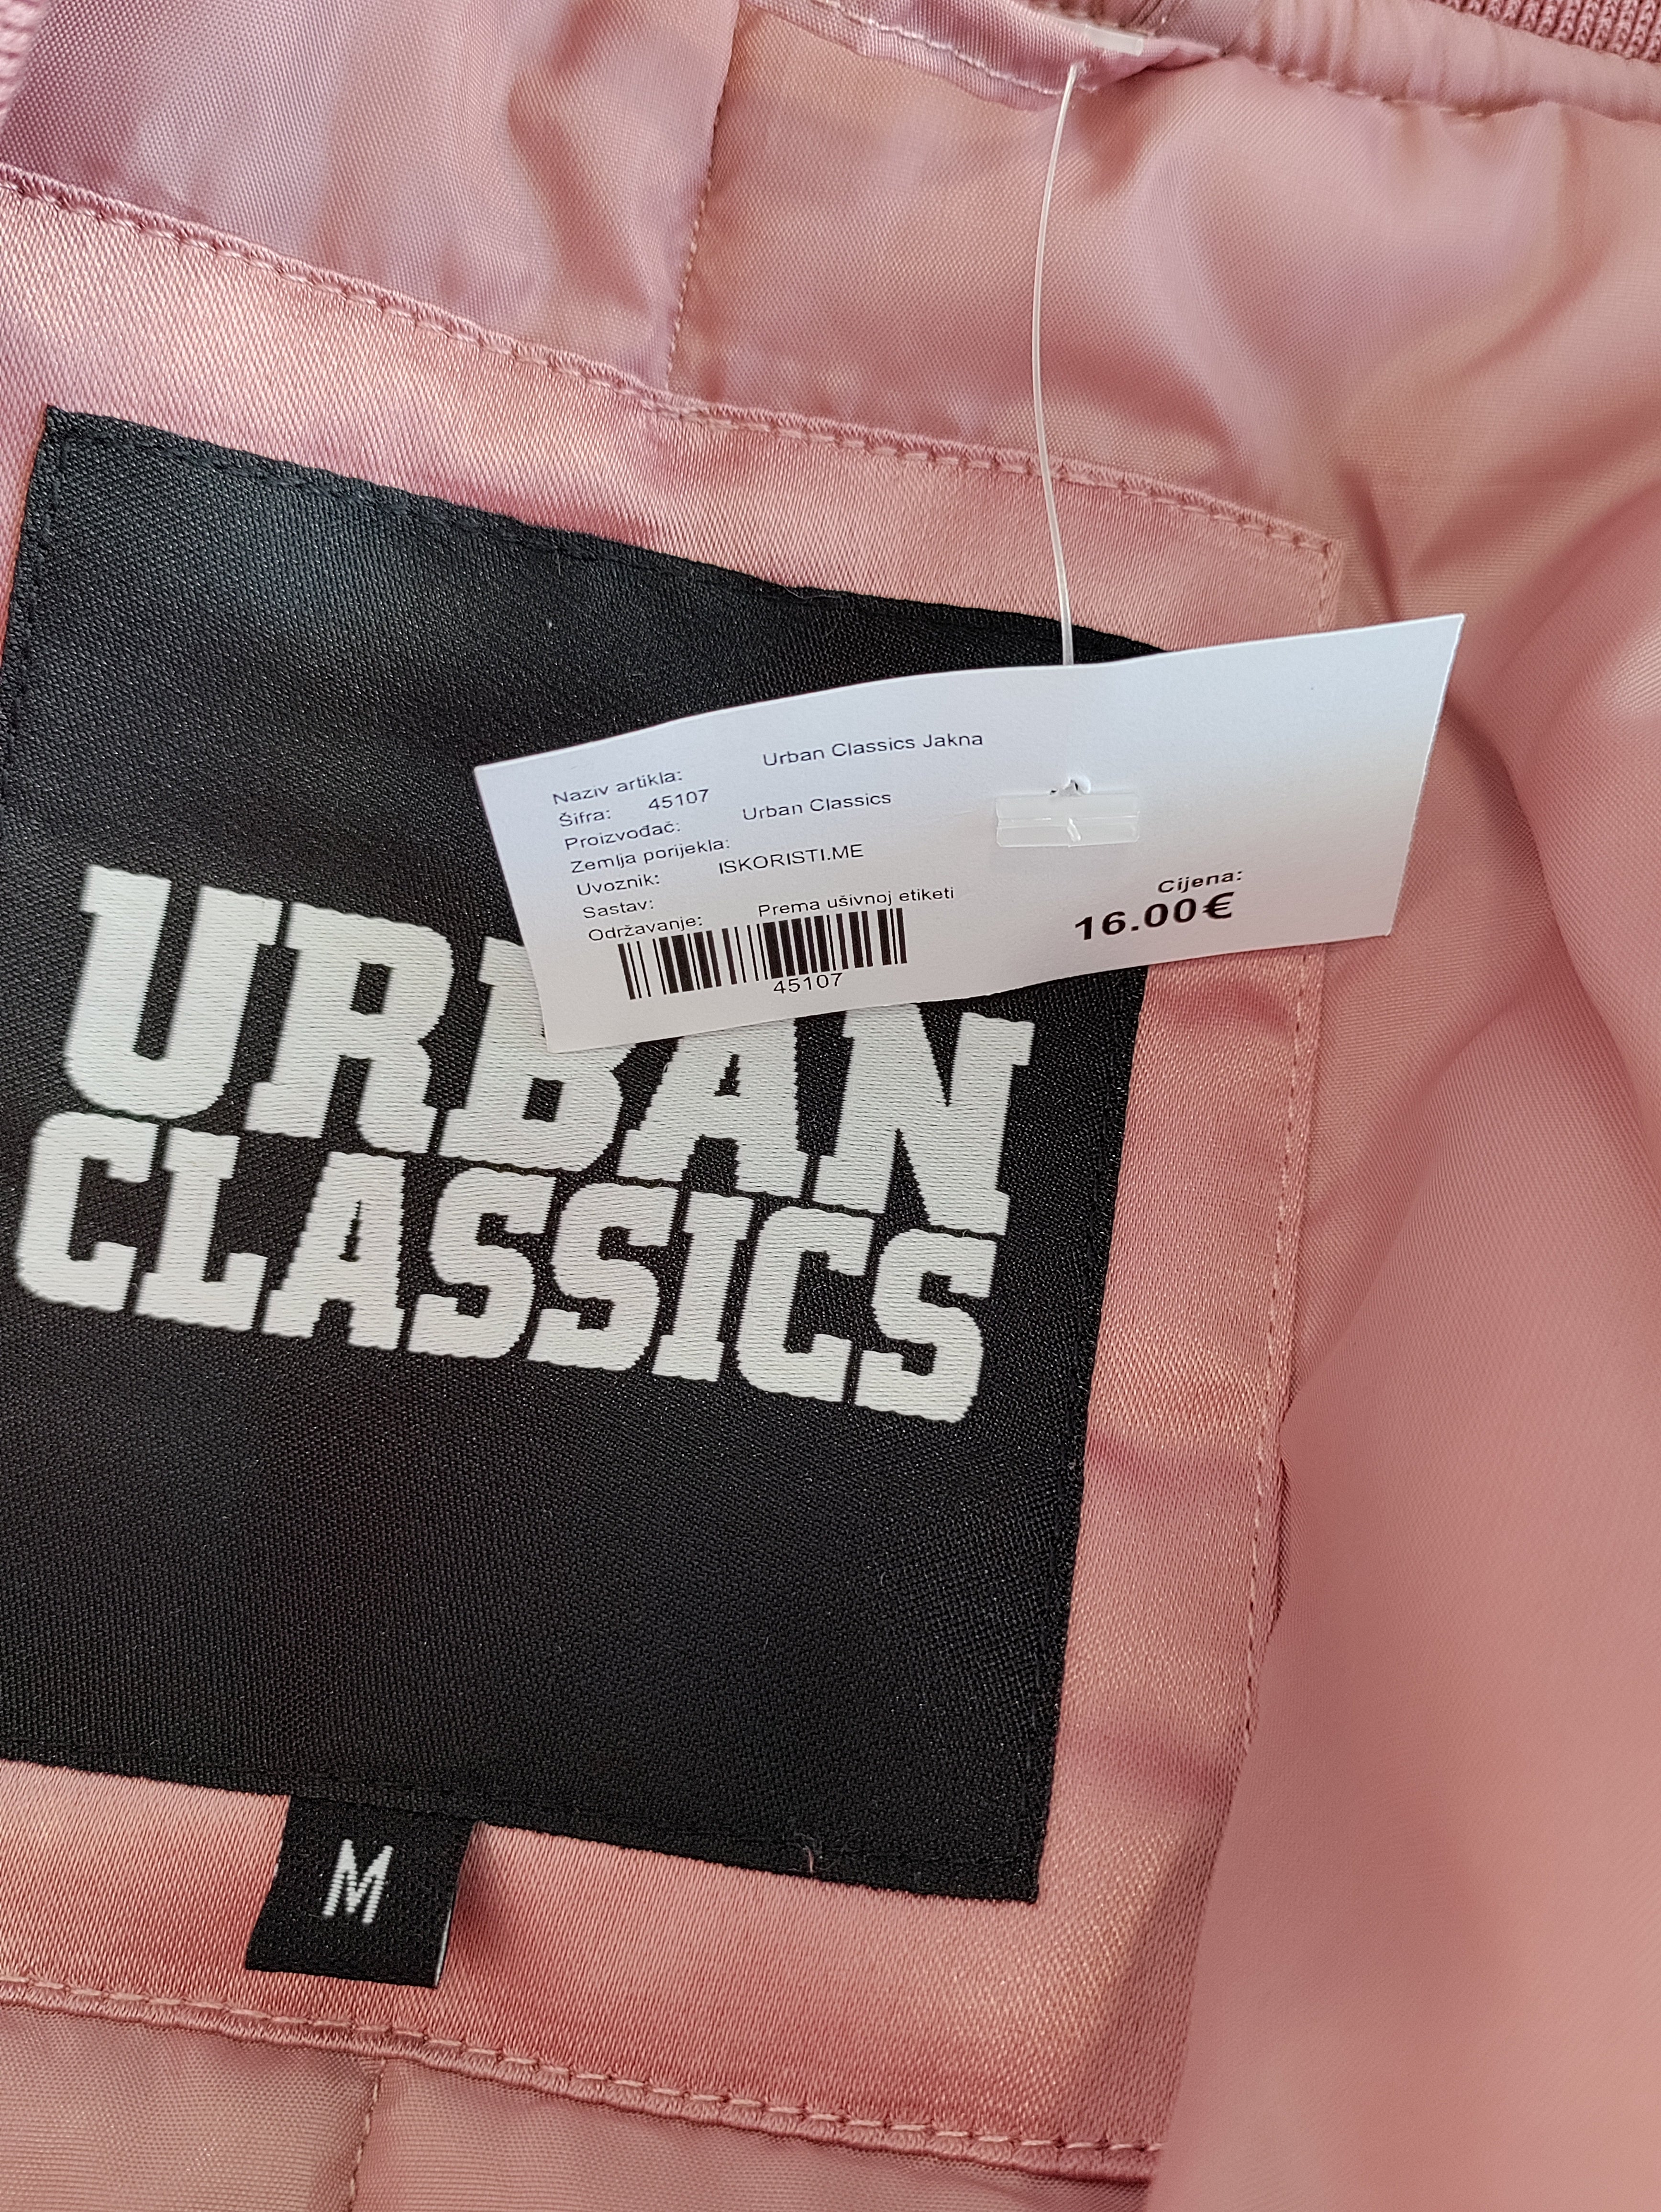 Naziv artikla: Urban Classics Jakna
Šifra: 45107
Proizvođač: Urban Classics
Zemlja porijekla:
Uvoznik: ISKORISTI.ME
Sastav:
Održavanje: Prema ušivnoj etiketi
45107
Cijena:
16.00€
URBAN
CLASSICS
M